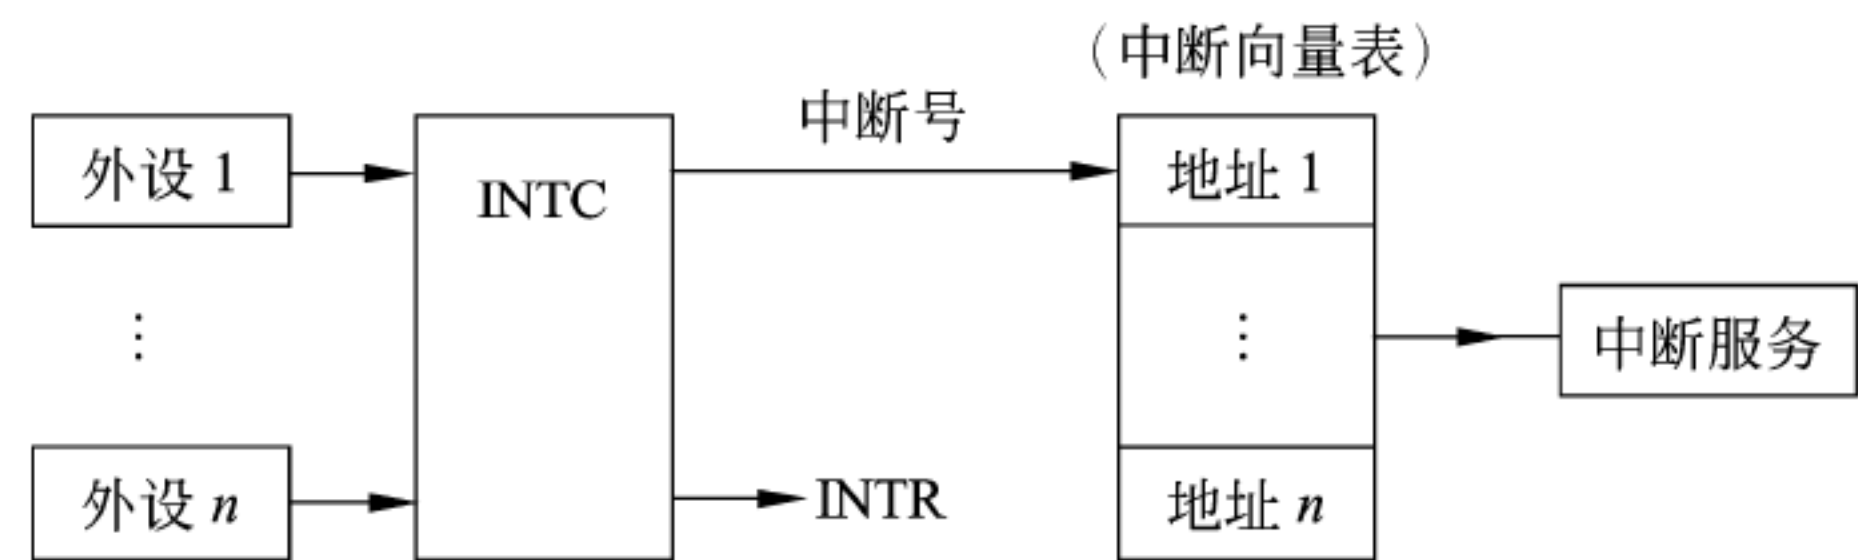 （中断向量表）
中断号
外设 1
INTC
地址 1
⋮
⋮
中断服务
外设 n
INTR
地址 n